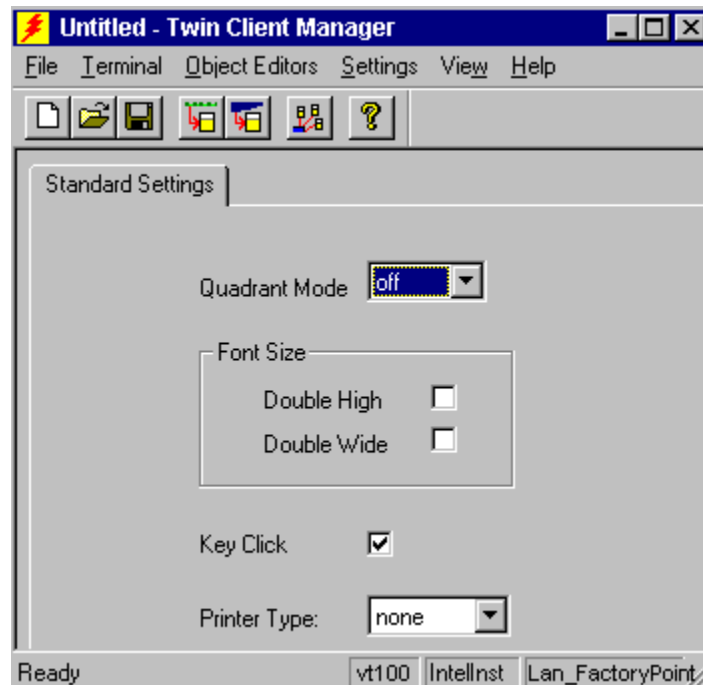 Untitled - Twin Client Manager
File Terminal Object Editors Settings View Help
Standard Settings
Quadrant Mode off
Font Size
Double High
Double Wide
Key Click
Printer Type: none
Ready vt100 IntelInst Lan_FactoryPoint